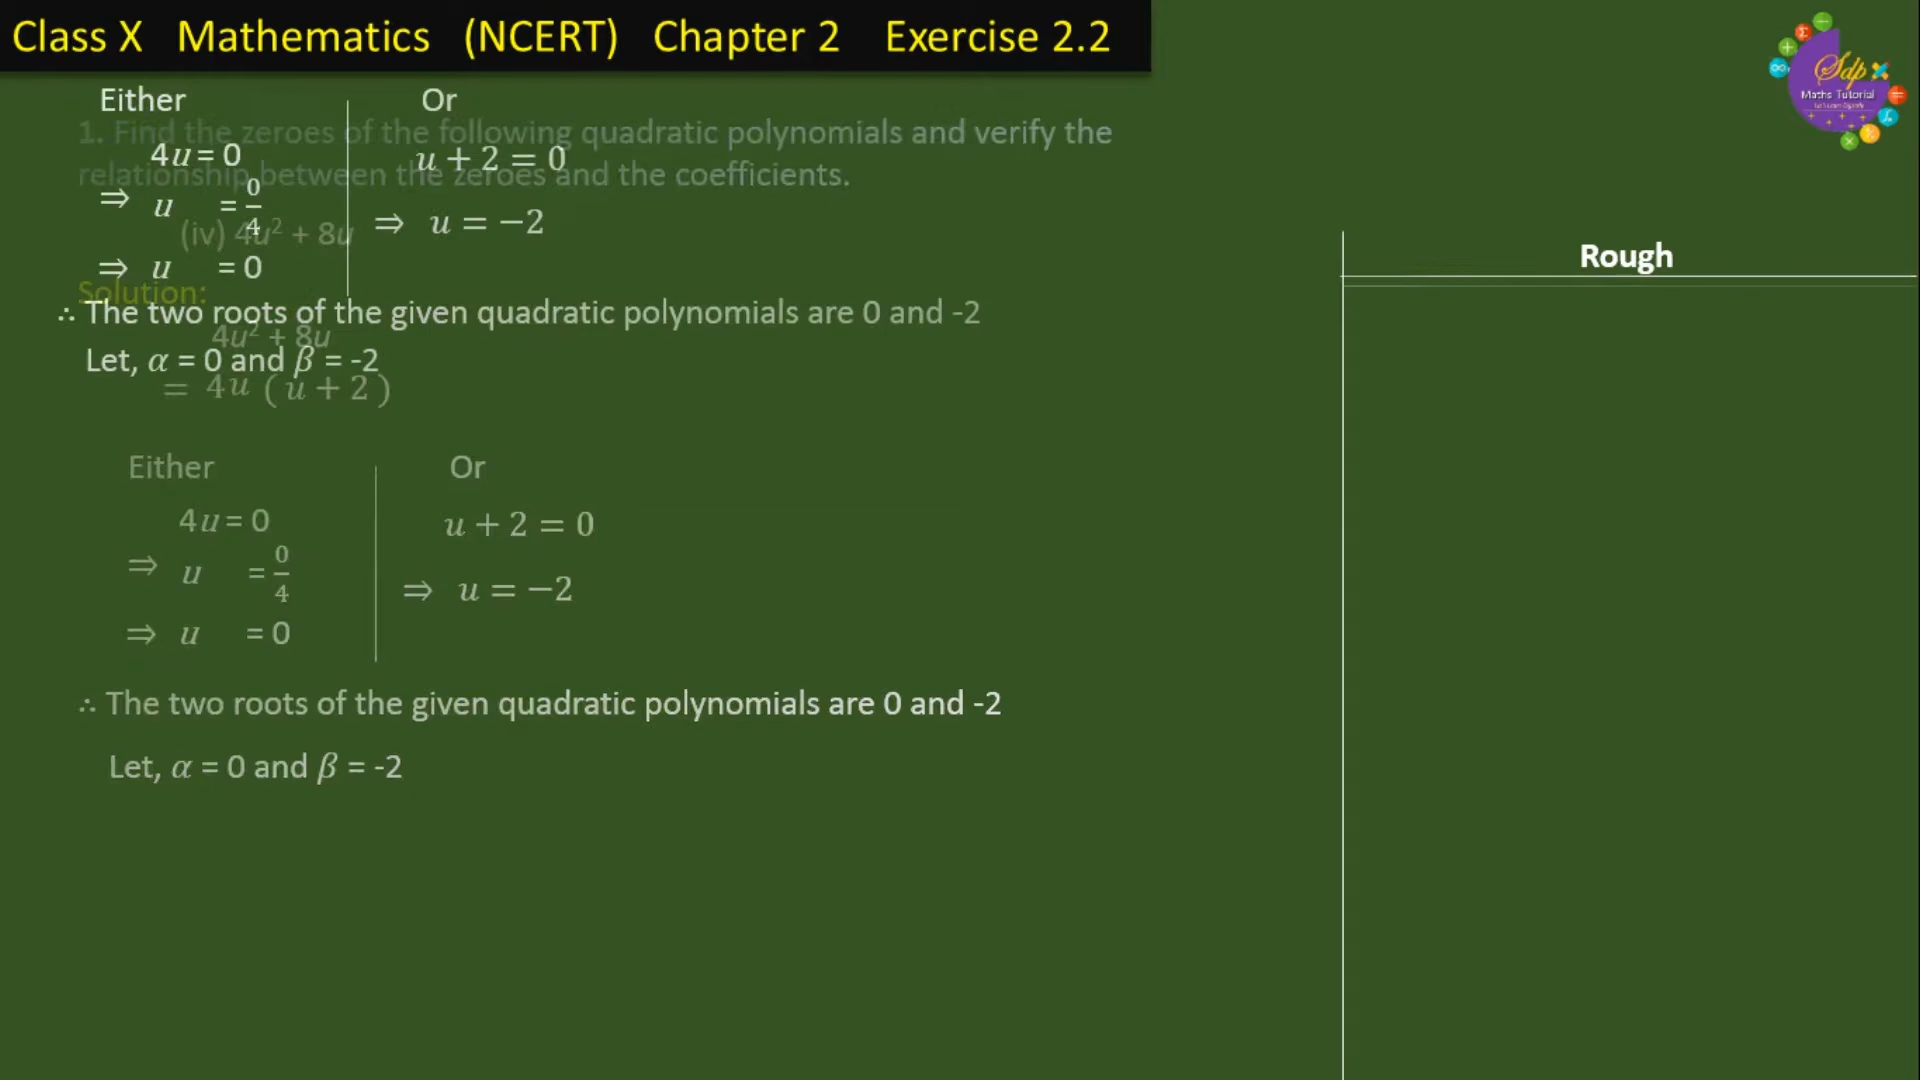 Class X Mathematics (NCERT) Chapter 2 Exercise 2.2
Sdp
Maths Tutorial
Either
Or
1. Find the zeroes of the following quadratic polynomials and verify the
4u = 0
u + 2 = 0
relationship between the zeroes and the coefficients.
⇒ u = 0/4
⇒ u = −2
(iv) 4u² + 8u
Rough
⇒ u = 0
Solution:
∴ The two roots of the given quadratic polynomials are 0 and -2
4u² + 8u
Let, α = 0 and β = -2
= 4u ( u + 2 )
Either
Or
4u = 0
u + 2 = 0
⇒ u = 0/4
⇒ u = −2
⇒ u = 0
∴ The two roots of the given quadratic polynomials are 0 and -2
Let, α = 0 and β = -2